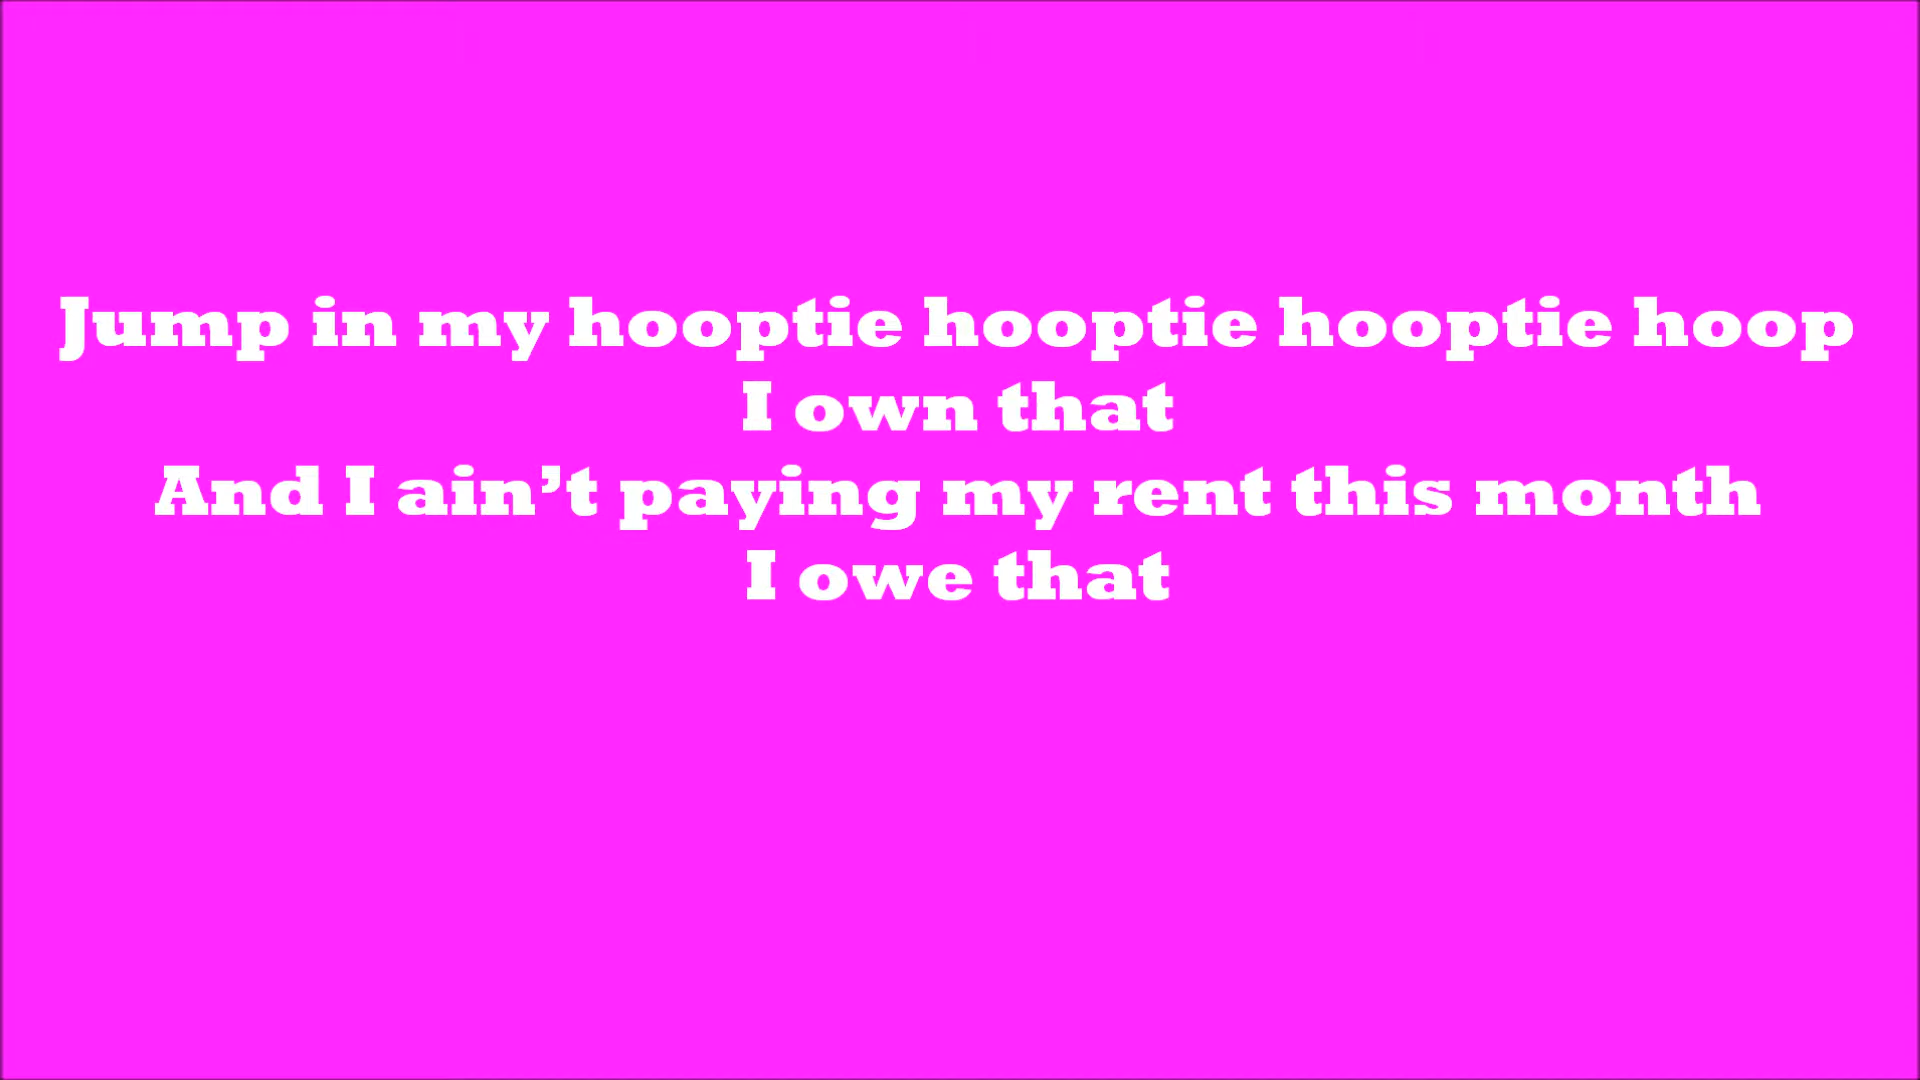 Jump in my hooptie hooptie hooptie hoop
I own that
And I ain’t paying my rent this month
I owe that